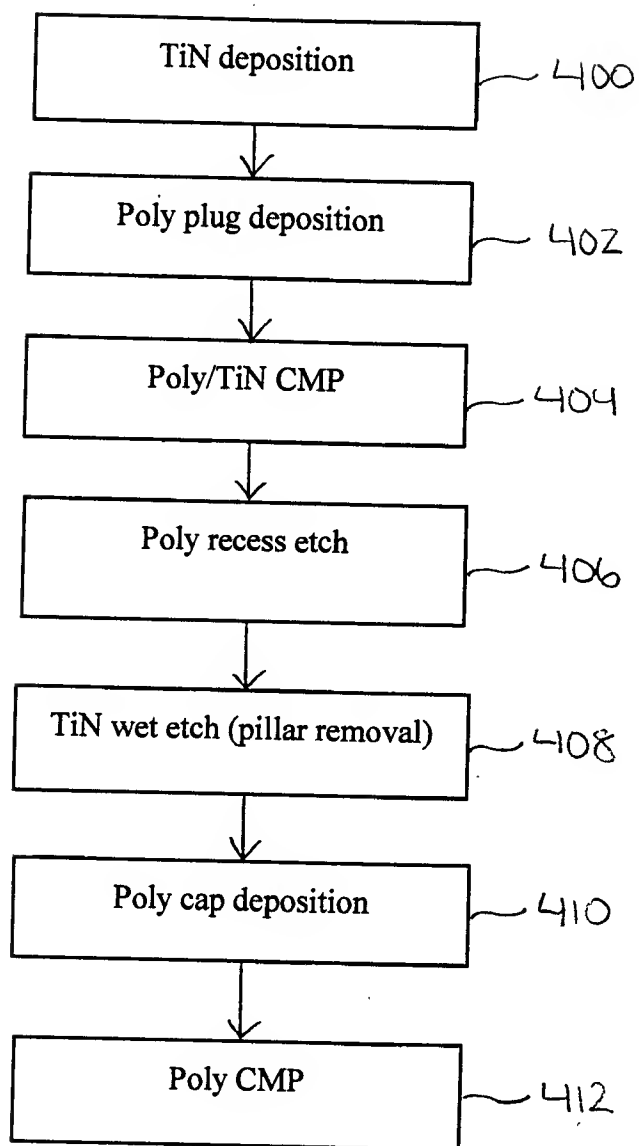 TiN deposition
400
Poly plug deposition
402
Poly/TiN CMP
404
Poly recess etch
406
TiN wet etch (pillar removal)
408
Poly cap deposition
410
Poly CMP
412